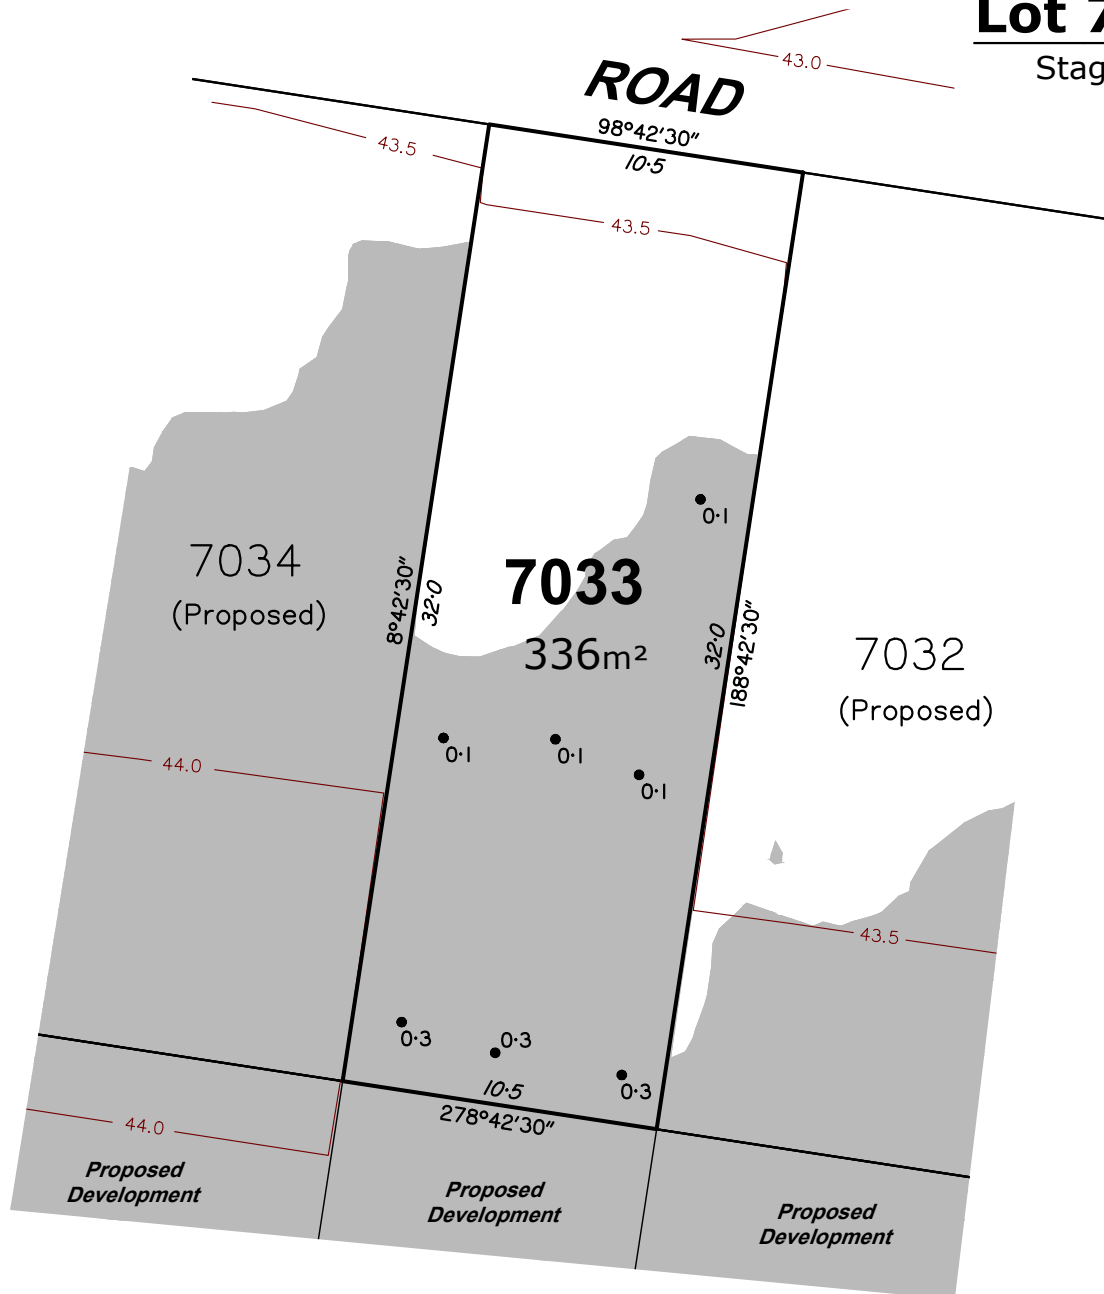 Lot 7
Stag
43.0
ROAD
98°42'30"
10·5
43.5
43.5
0·1
7034
(Proposed)
8°42'30"
32·0
7033
336m²
32·0
188°42'30"
7032
(Proposed)
0·1
0·1
0·1
44.0
43.5
0·3
0·3
0·3
10·5
278°42'30"
44.0
Proposed
Development
Proposed
Development
Proposed
Development